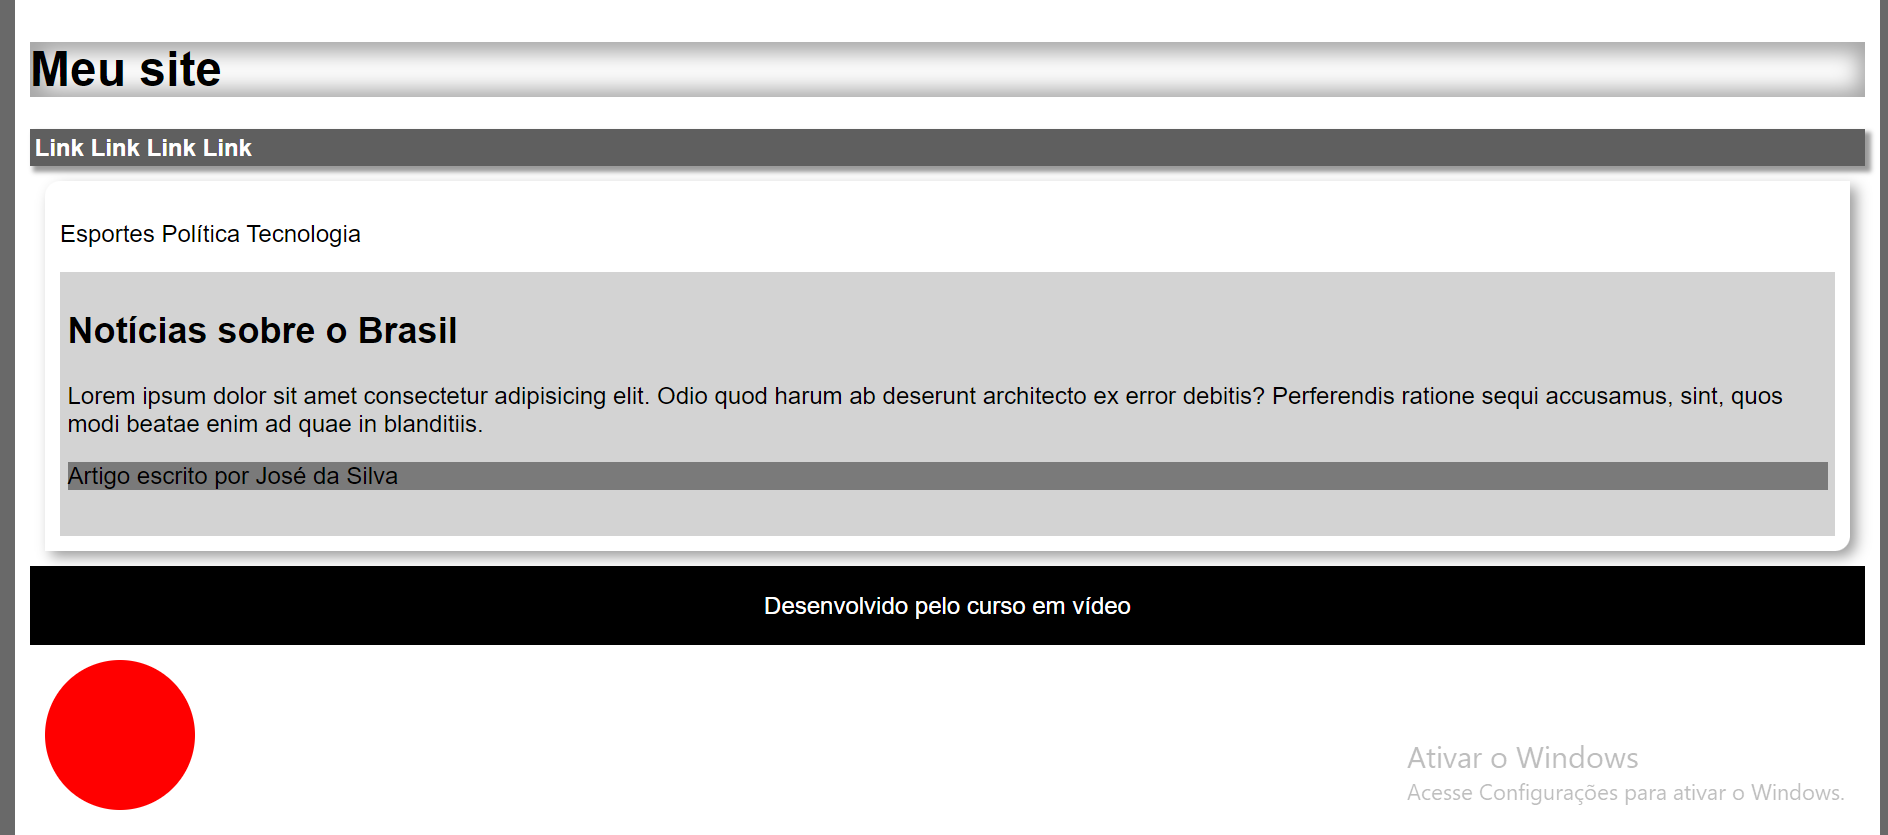 Meu site
Link Link Link Link
Esportes Política Tecnologia
Notícias sobre o Brasil
Lorem ipsum dolor sit amet consectetur adipisicing elit. Odio quod harum ab deserunt architecto ex error debitis? Perferendis ratione sequi accusamus, sint, quos
modi beatae enim ad quae in blanditiis.
Artigo escrito por José da Silva
Desenvolvido pelo curso em vídeo
Ativar o Windows
Acesse Configurações para ativar o Windows.